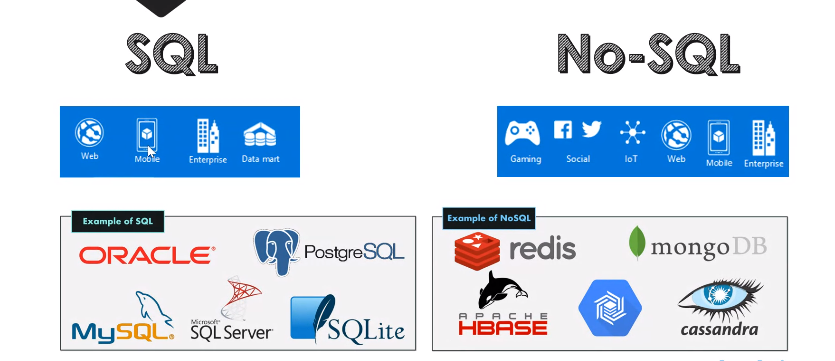 SQL
No-SQL
Web
Mobile
Enterprise
Data mart
Gaming
Social
IoT
Web
Mobile
Enterprise
Example of SQL
ORACLE®
PostgreSQL
MySQL®
Microsoft®
SQL Server®
SQLite
Example of NoSQL
redis
mongoDB
APACHE
HBASE
cassandra